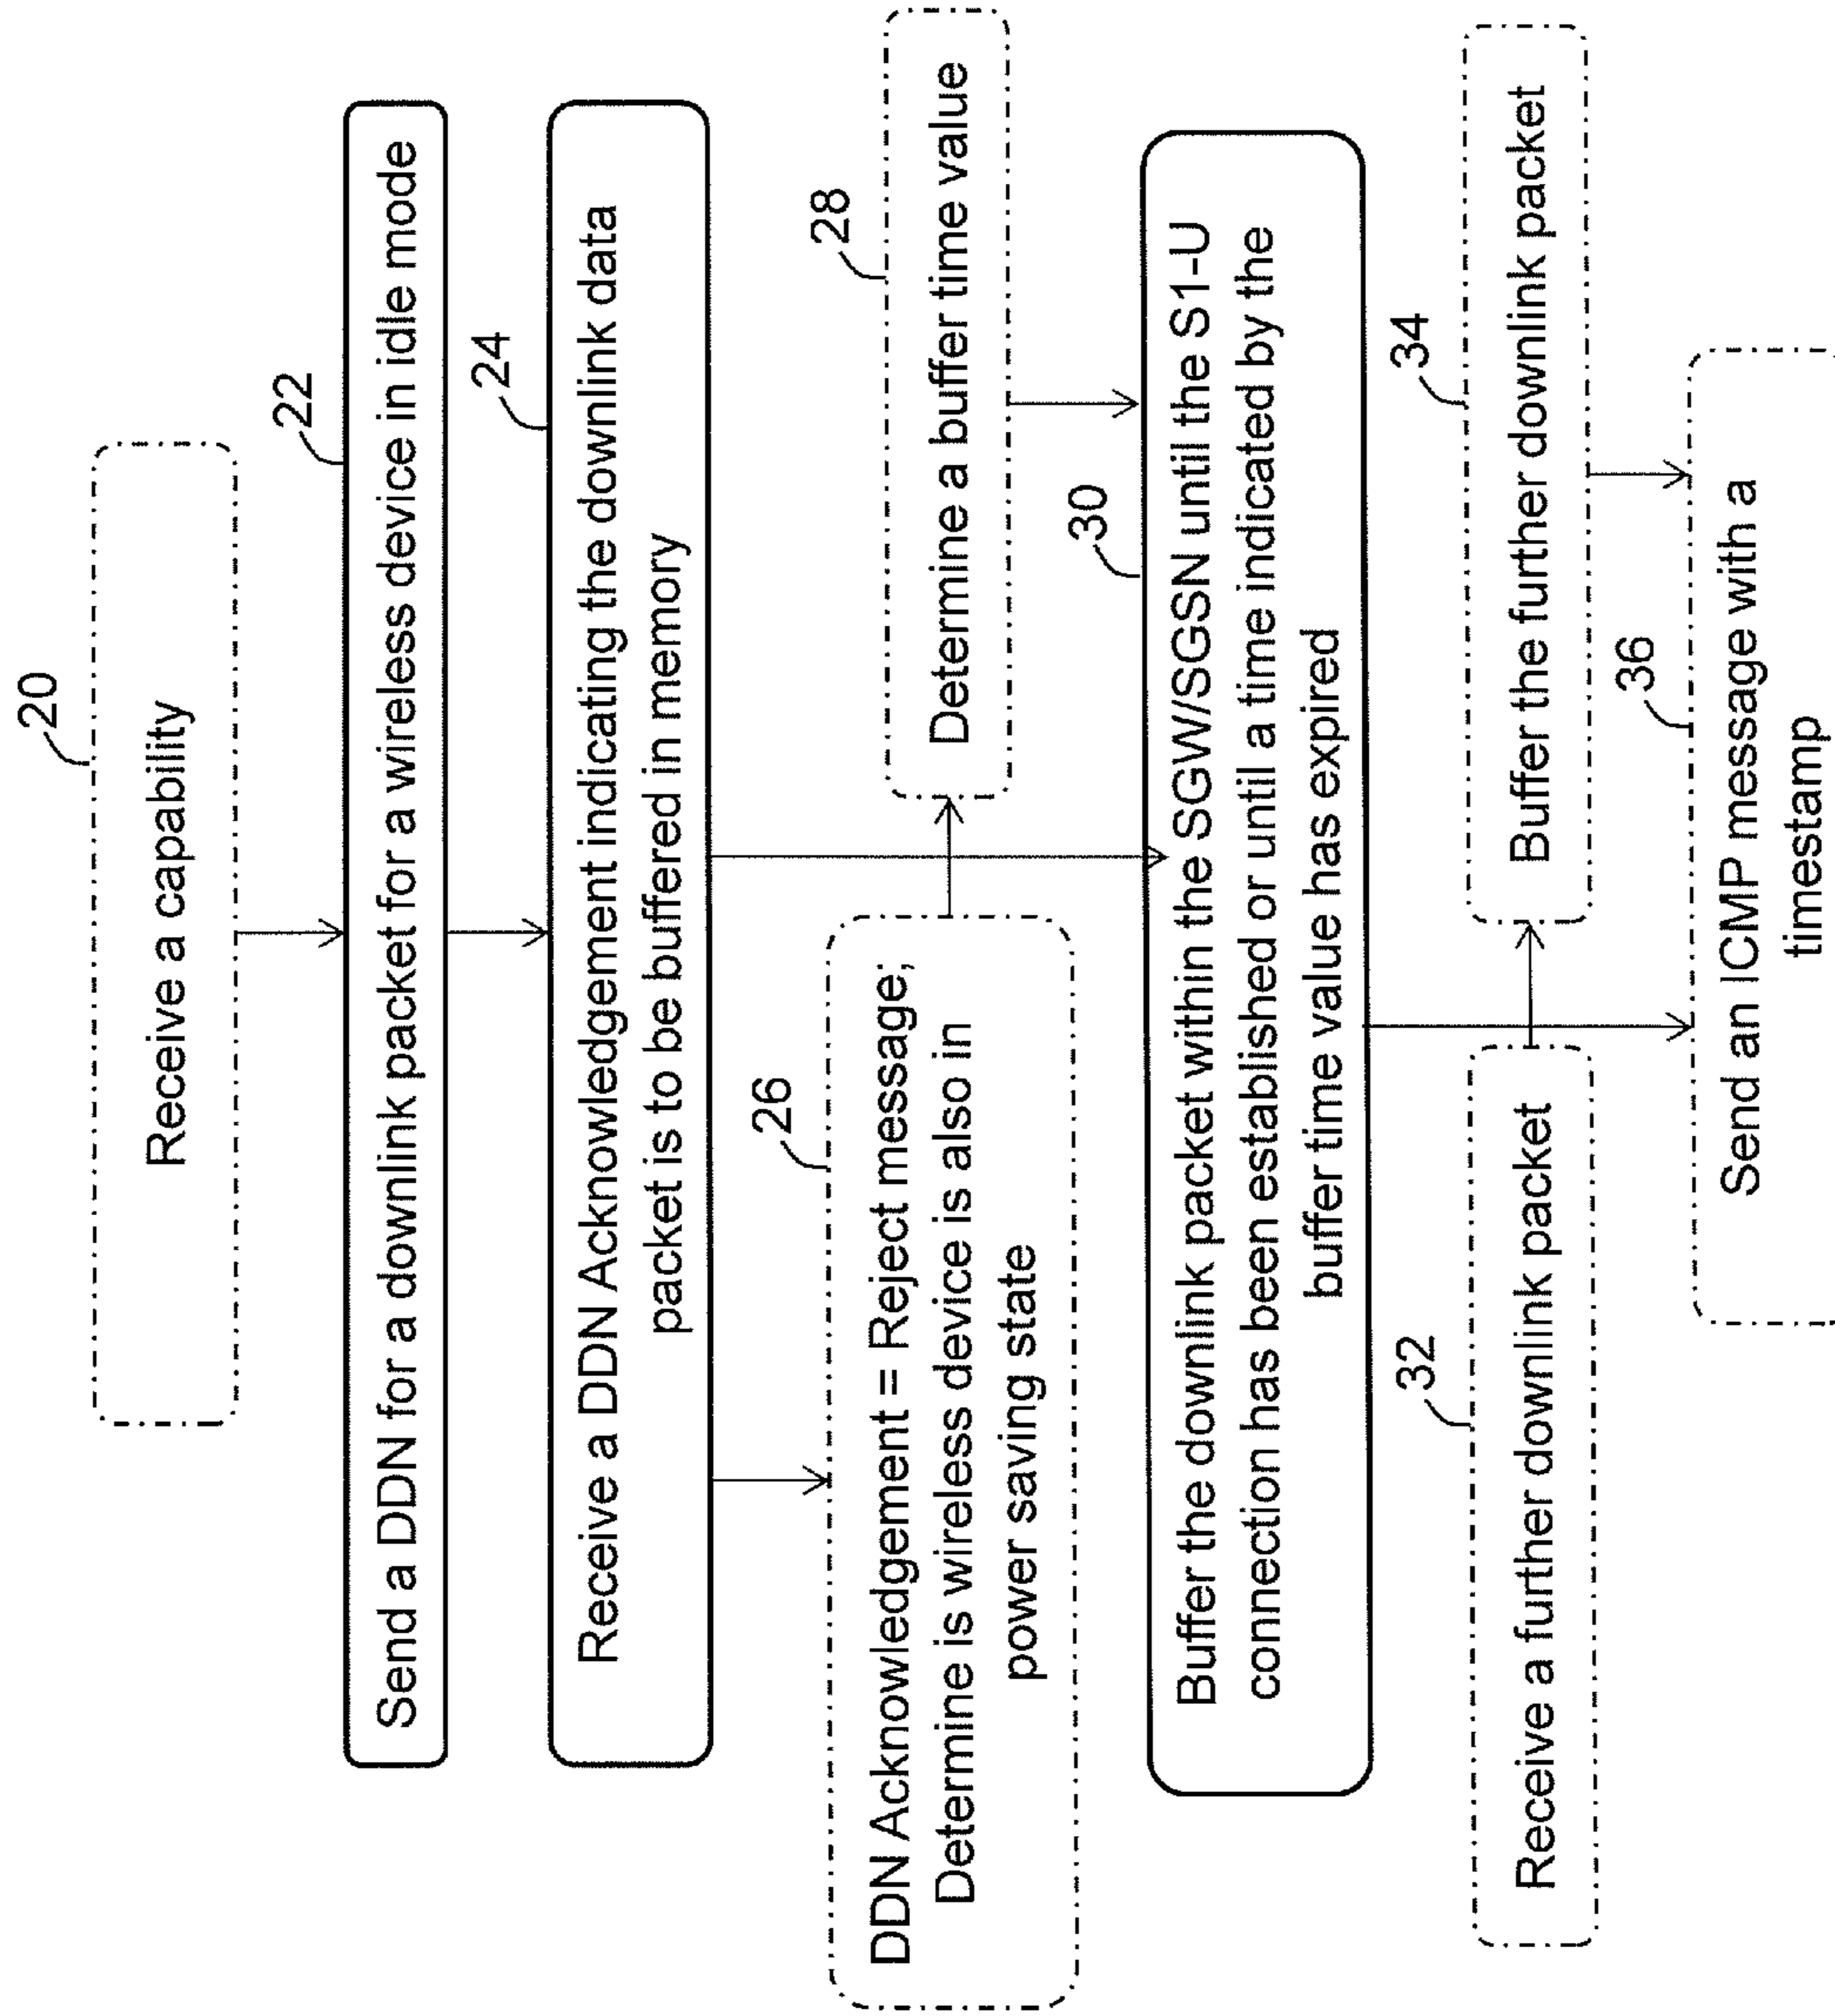 20
Receive a capability
22
Send a DDN for a downlink packet for a wireless device in idle mode
24
Receive a DDN Acknowledgement indicating the downlink data
packet is to be buffered in memory
26
DDN Acknowledgement = Reject message;
Determine is wireless device is also in
power saving state
28
Determine a buffer time value
30
Buffer the downlink packet within the SGW/SGSN until the S1-U
connection has been established or until a time indicated by the
buffer time value has expired
32
Receive a further downlink packet
34
Buffer the further downlink packet
36
Send an ICMP message with a
timestamp